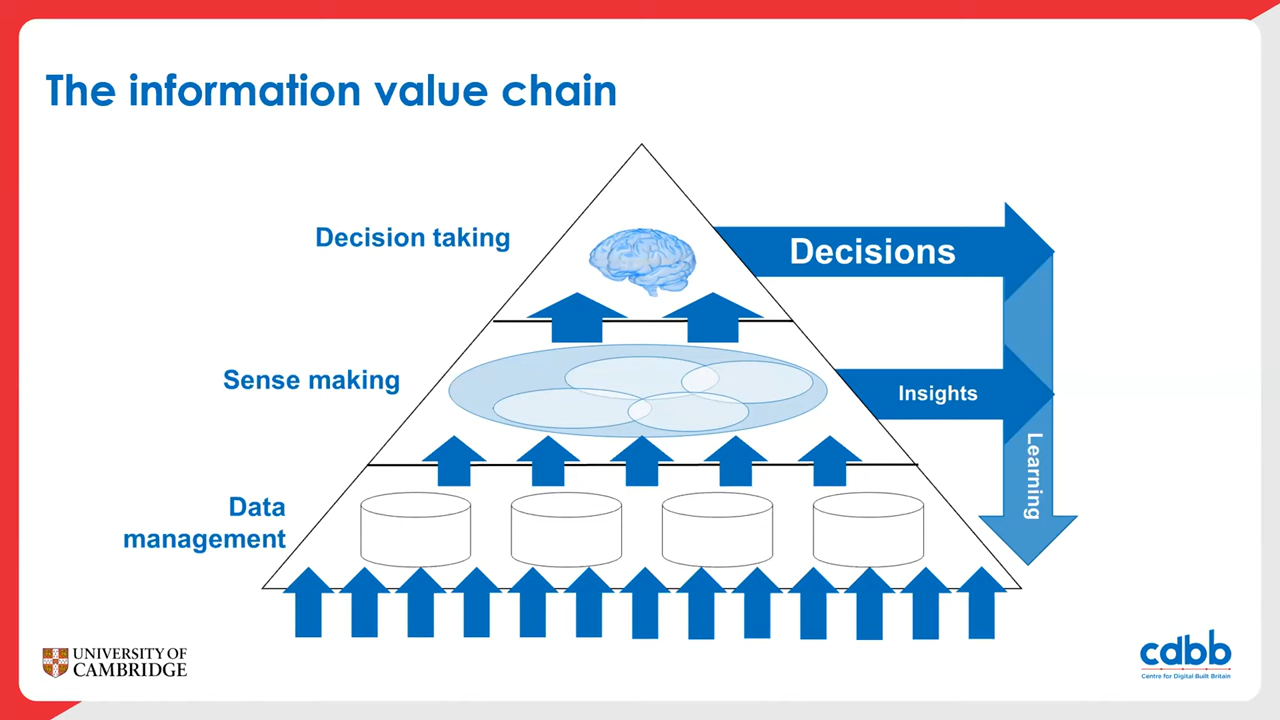 The information value chain
Decision taking
Decisions
Sense making
Insights
Learning
Data
management
UNIVERSITY OF
CAMBRIDGE
cdbb
Centre for Digital Built Britain